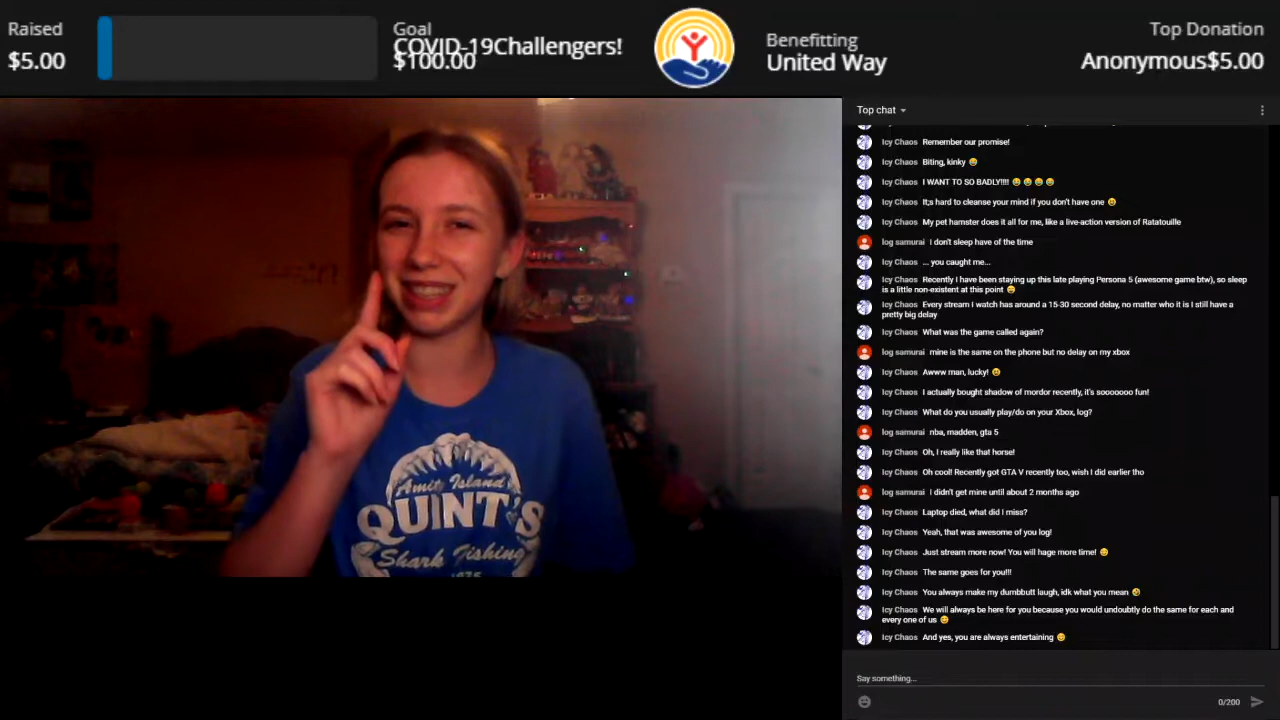 Raised
$5.00
Goal
COVID-19Challengers!
$100.00
Benefitting
United Way
Top Donation
Anonymous$5.00
Top chat
Icy Chaos Remember our promise!
Icy Chaos Biting, kinky 😅
Icy Chaos I WANT TO SO BADLY!!!! 😂 😂 😂 😂
Icy Chaos It;s hard to cleanse your mind if you don't have one 😆
Icy Chaos My pet hamster does it all for me, like a live-action version of Ratatouille
log samurai I don't sleep have of the time
Icy Chaos ... you caught me...
Icy Chaos Recently I have been staying up this late playing Persona 5 (awesome game btw), so sleep
is a little non-existent at this point 😅
Icy Chaos Every stream I watch has around a 15-30 second delay, no matter who it is I still have a
pretty big delay
Icy Chaos What was the game called again?
log samurai mine is the same on the phone but no delay on my xbox
Icy Chaos Awww man, lucky! 😆
Icy Chaos I actually bought shadow of mordor recently, it's sooooooo fun!
Icy Chaos What do you usually play/do on your Xbox, log?
log samurai nba, madden, gta 5
Icy Chaos Oh, I really like that horse!
Icy Chaos Oh cool! Recently got GTA V recently too, wish I did earlier tho
log samurai I didn't get mine until about 2 months ago
Icy Chaos Laptop died, what did I miss?
Icy Chaos Yeah, that was awesome of you log!
Icy Chaos Just stream more now! You will hage more time! 😊
Icy Chaos The same goes for you!!!
Icy Chaos You always make my dumbbutt laugh, idk what you mean 🤣
Icy Chaos We will always be here for you because you would undoubtly do the same for each and
every one of us 😊
Icy Chaos And yes, you are always entertaining 😊
Say something...
0/200
Amity Island
QUINT'S
Shark Fishing
1975